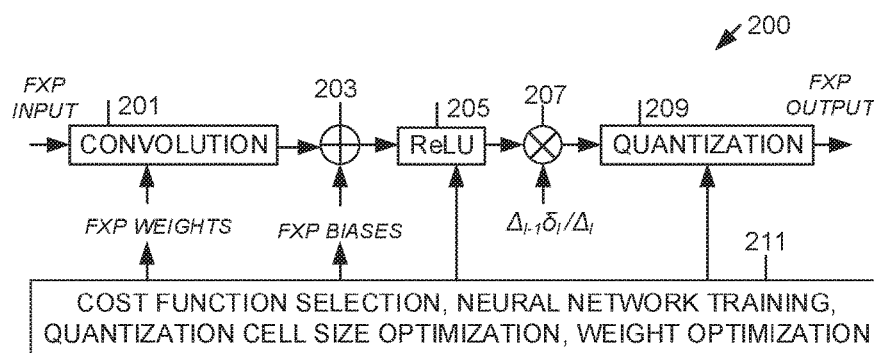 200
FXP INPUT
201
203
205
207
209
FXP OUTPUT
CONVOLUTION
ReLU
QUANTIZATION
FXP WEIGHTS
FXP BIASES
Δl-1δl/Δl
211
COST FUNCTION SELECTION, NEURAL NETWORK TRAINING,
QUANTIZATION CELL SIZE OPTIMIZATION, WEIGHT OPTIMIZATION